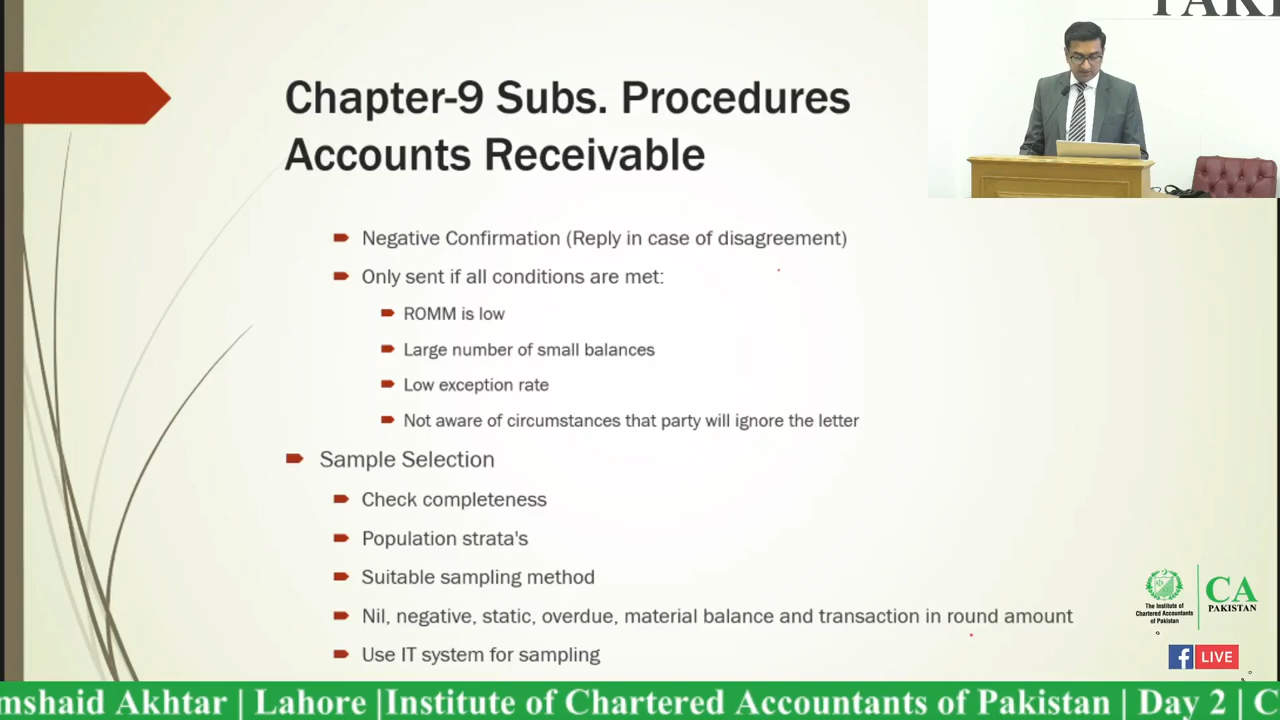 Chapter-9 Subs. Procedures
Accounts Receivable
Negative Confirmation (Reply in case of disagreement)
Only sent if all conditions are met:
ROMM is low
Large number of small balances
Low exception rate
Not aware of circumstances that party will ignore the letter
Sample Selection
Check completeness
Population strata's
Suitable sampling method
Nil, negative, static, overdue, material balance and transaction in round amount
Use IT system for sampling
The Institute of
Chartered Accountants
of Pakistan
CA
PAKISTAN
f LIVE
mshaid Akhtar | Lahore |Institute of Chartered Accountants of Pakistan | Day 2 | C